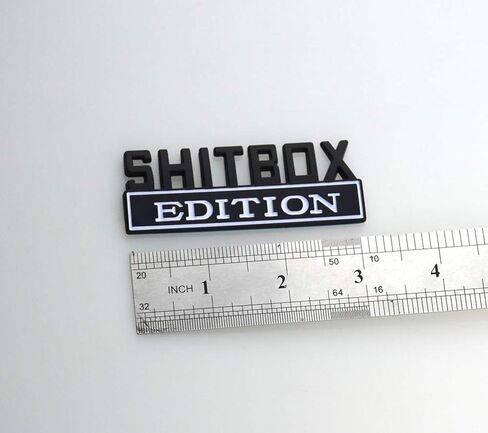 SHITBOX
EDITION
20 50 10
INCH 1 2 3 4
32 64 16